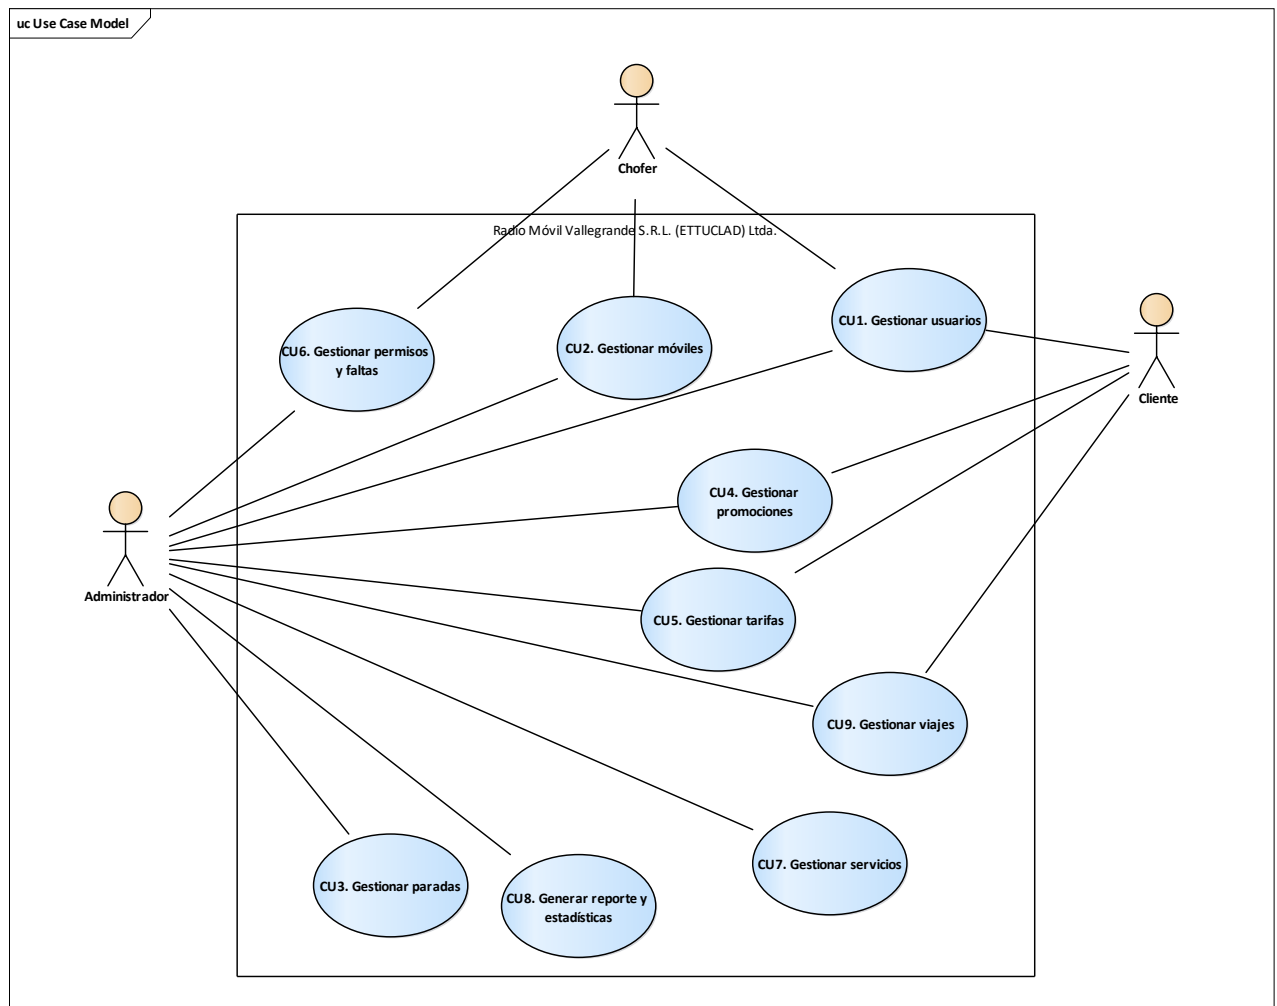 uc Use Case Model
Chofer
Radio Móvil Vallegrande S.R.L. (ETTUCLAD) Ltda.
CU1. Gestionar usuarios
CU6. Gestionar permisos
y faltas
CU2. Gestionar móviles
Cliente
CU4. Gestionar
promociones
Administrador
CU5. Gestionar tarifas
CU9. Gestionar viajes
CU7. Gestionar servicios
CU3. Gestionar paradas
CU8. Generar reporte y
estadísticas